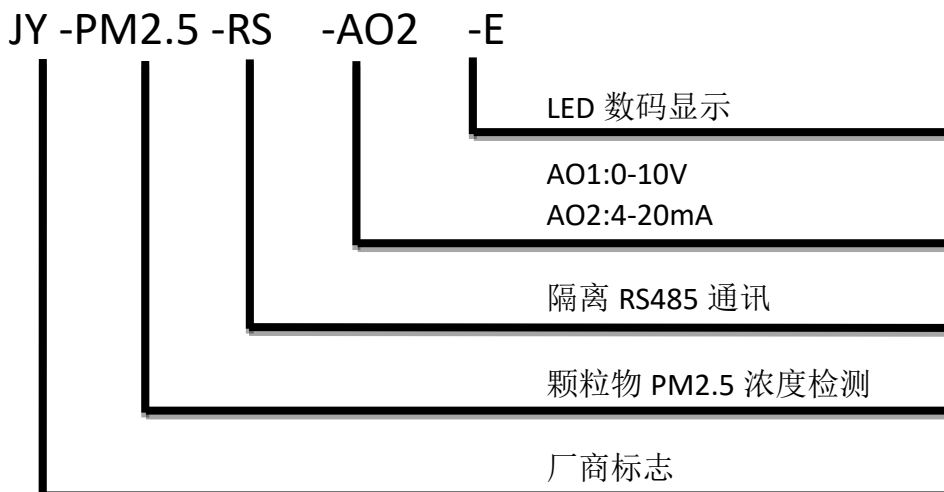 JY -PM2.5 -RS -AO2 -E
LED 数码显示
AO1:0-10V
AO2:4-20mA
隔离 RS485 通讯
颗粒物 PM2.5 浓度检测
厂商标志